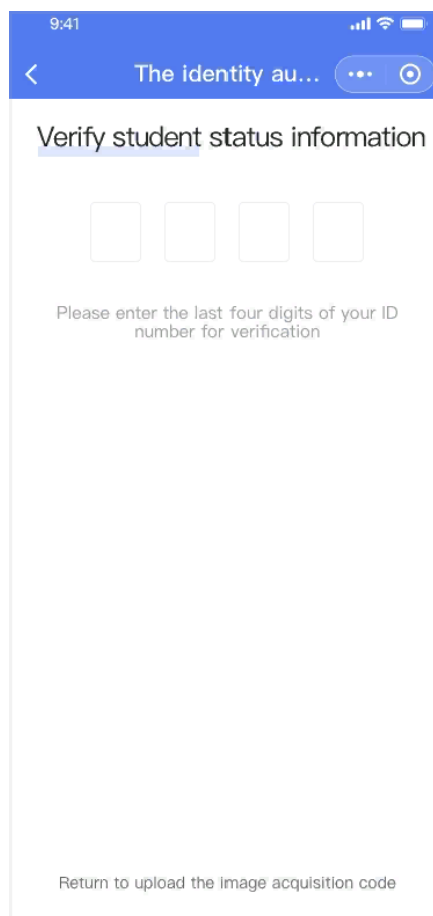 9:41
The identity au...
Verify student status information
Please enter the last four digits of your ID
number for verification
Return to upload the image acquisition code